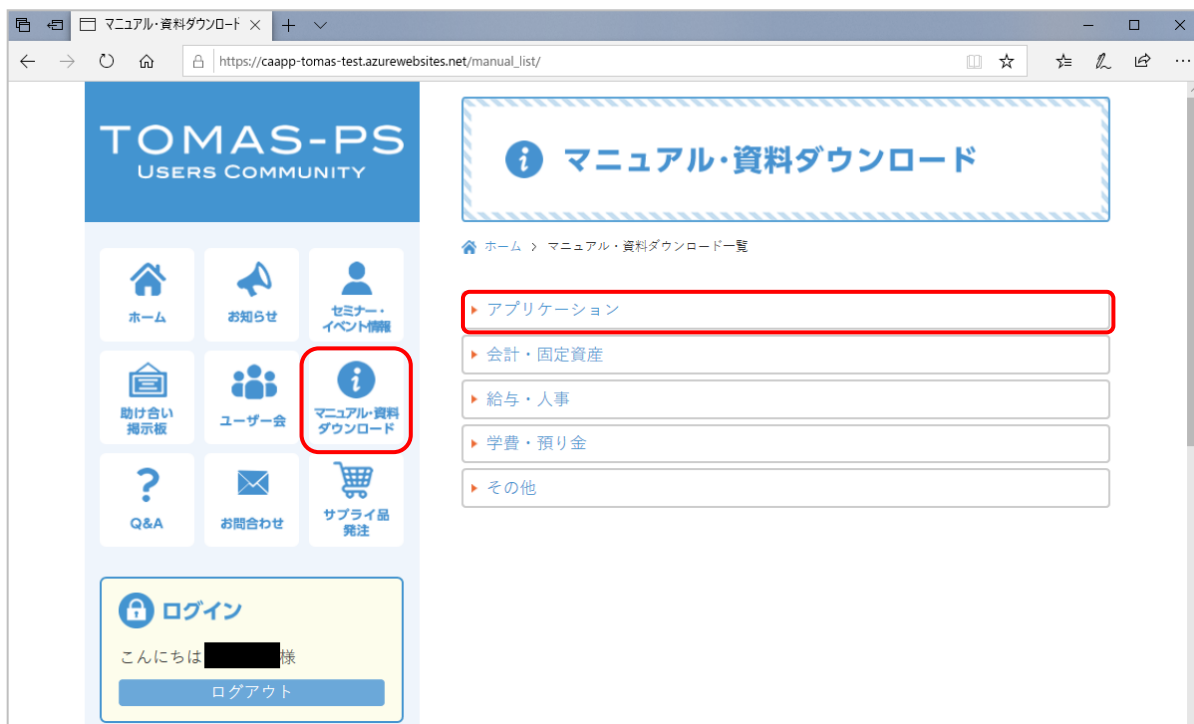 マニュアル・資料ダウンロード
https://caapp-tomas-test.azurewebsites.net/manual_list/
TOMAS-PS
USERS COMMUNITY
マニュアル・資料ダウンロード
ホーム > マニュアル・資料ダウンロード一覧
ホーム
お知らせ
セミナー・
イベント情報
助け合い
掲示板
ユーザー会
マニュアル・資料
ダウンロード
Q&A
お問合わせ
サプライ品
発注
アプリケーション
会計・固定資産
給与・人事
学費・預り金
その他
ログイン
こんにちは 様
ログアウト